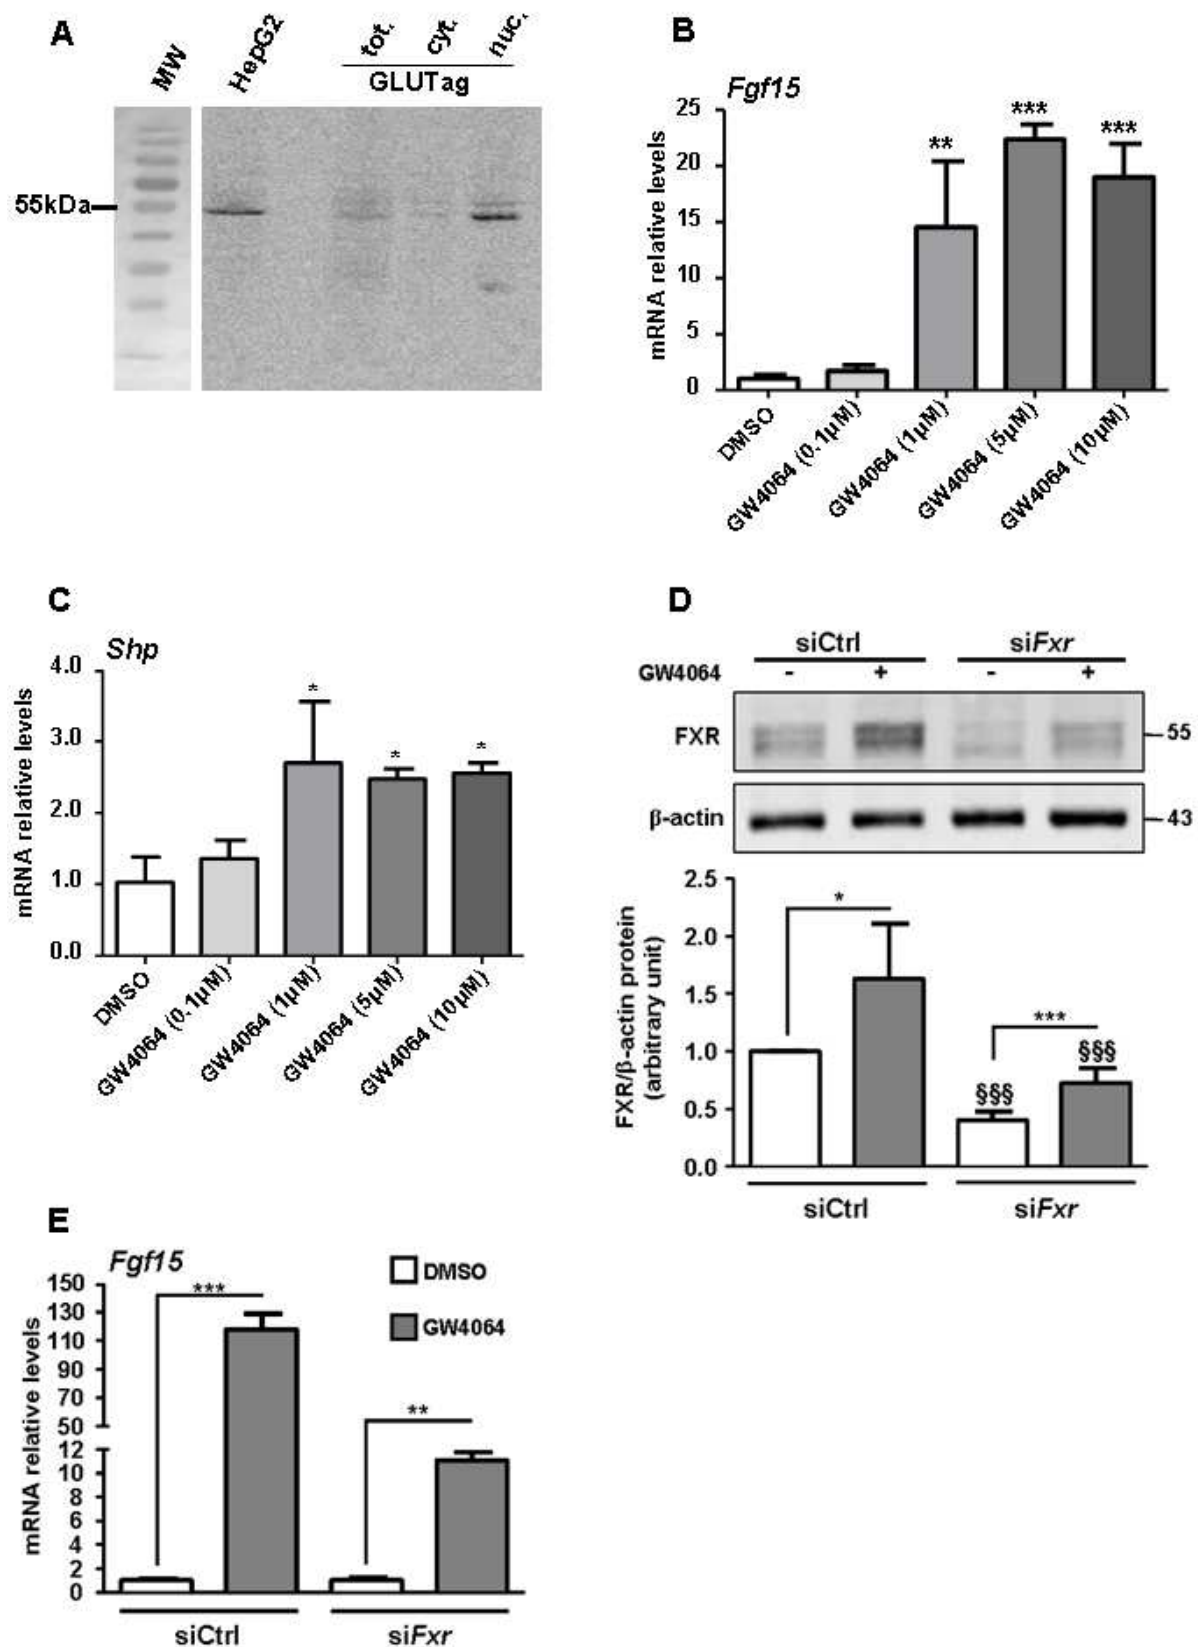 A
MW
HepG2
tot.
cyt.
nuc.
GLUTag
55kDa
B
Fgf15
mRNA relative levels
25
20
15
10
5
0
**
***
***
DMSO
GW4064 (0.1µM)
GW4064 (1µM)
GW4064 (5µM)
GW4064 (10µM)
C
Shp
mRNA relative levels
4.0
3.0
2.0
1.0
0.0
*
*
*
DMSO
GW4064 (0.1µM)
GW4064 (1µM)
GW4064 (5µM)
GW4064 (10µM)
D
siCtrl
siFxr
GW4064 - + - +
FXR
55
β-actin
43
FXR/β-actin protein
(arbitrary unit)
2.5
2.0
1.5
1.0
0.5
0.0
*
***
§§§
§§§
siCtrl
siFxr
E
Fgf15
mRNA relative levels
150
130
110
90
70
50
12
10
8
6
4
2
0
***
**
DMSO
GW4064
siCtrl
siFxr